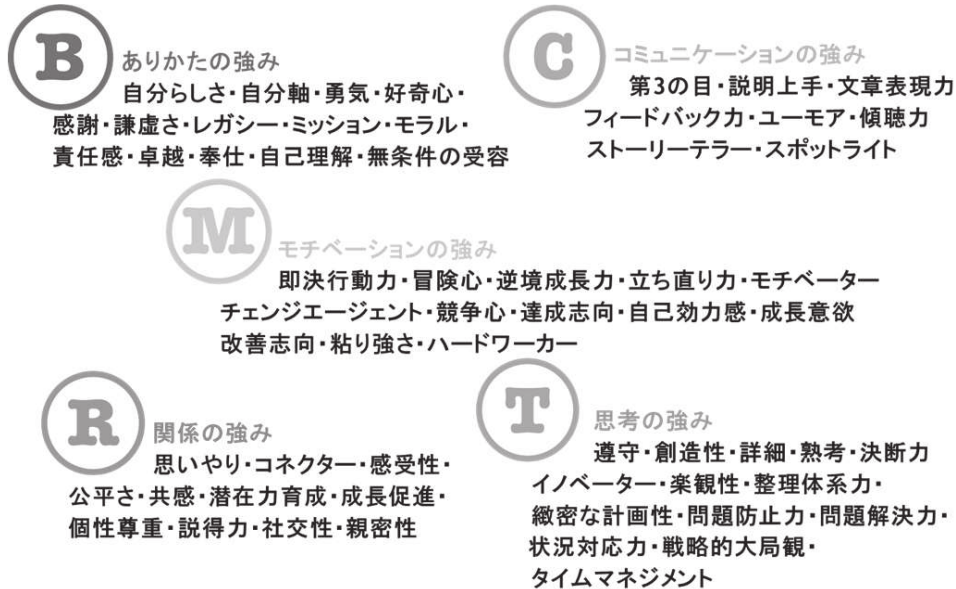 B
ありかたの強み
自分らしさ・自分軸・勇気・好奇心・
感謝・謙虚さ・レガシー・ミッション・モラル・
責任感・卓越・奉仕・自己理解・無条件の受容
C
コミュニケーションの強み
第3の目・説明上手・文章表現力
フィードバック力・ユーモア・傾聴力
ストーリーテラー・スポットライト
M
モチベーションの強み
即決行動力・冒険心・逆境成長力・立ち直り力・モチベーター
チェンジエージェント・競争心・達成志向・自己効力感・成長意欲
改善志向・粘り強さ・ハードワーカー
R
関係の強み
思いやり・コネクター・感受性・
公平さ・共感・潜在力育成・成長促進・
個性尊重・説得力・社交性・親密性
T
思考の強み
遵守・創造性・詳細・熟考・決断力
イノベーター・楽観性・整理体系力・
緻密な計画性・問題防止力・問題解決力・
状況対応力・戦略的大局観・
タイムマネジメント